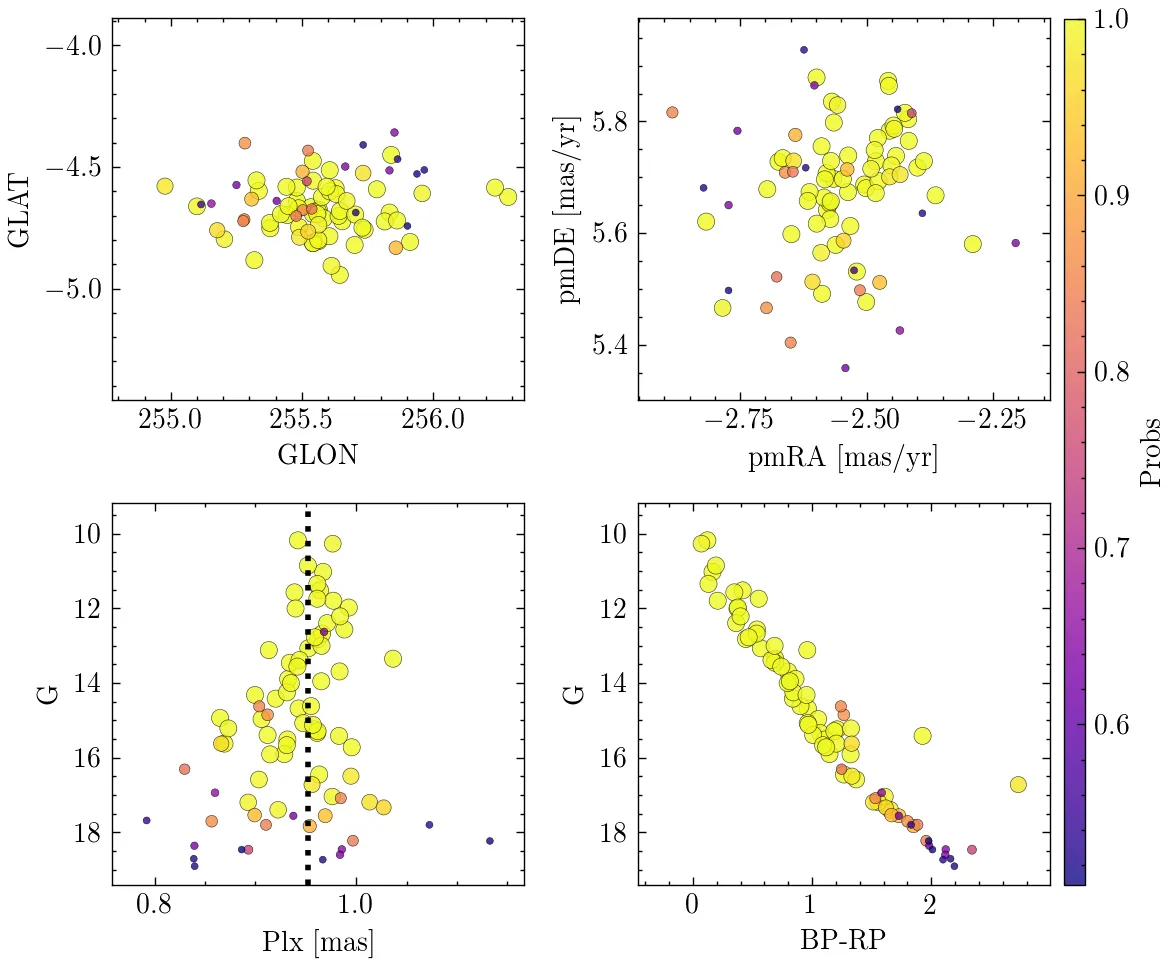 −4.0
−4.5
−5.0
GLAT
255.0 255.5 256.0
GLON
5.8
5.6
5.4
pmDE [mas/yr]
−2.75 −2.50 −2.25
pmRA [mas/yr]
10
12
14
16
18
G
0.8 1.0
Plx [mas]
10
12
14
16
18
G
0 1 2
BP-RP
1.0
0.9
0.8
0.7
0.6
Probs